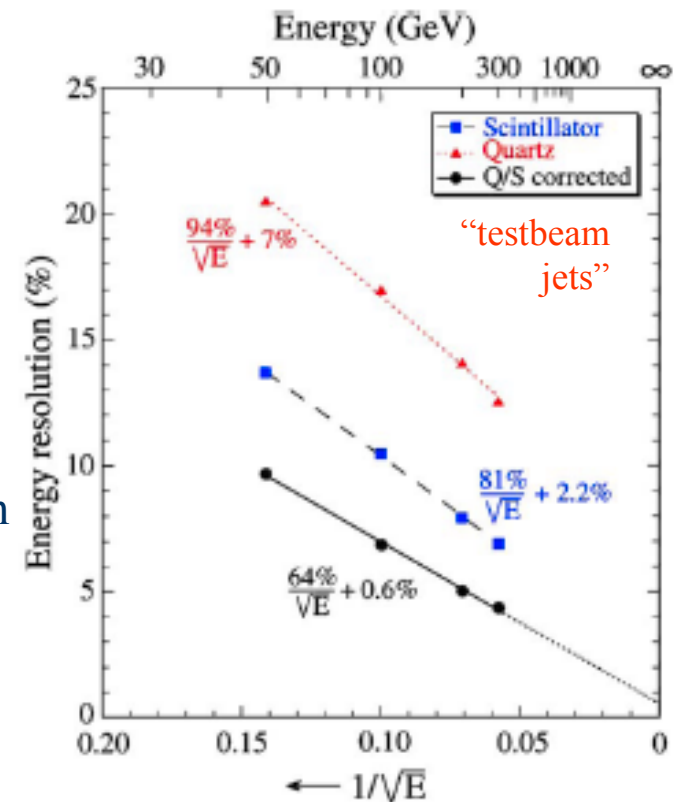 Energy (GeV)
30 50 100 300 1000 ∞
25
20
15
10
5
0
Energy resolution (%)
Scintillator
Quartz
Q/S corrected
"testbeam
jets"
94%/√E + 7%
81%/√E + 2.2%
64%/√E + 0.6%
n
0.20 0.15 0.10 0.05 0
← 1/√E